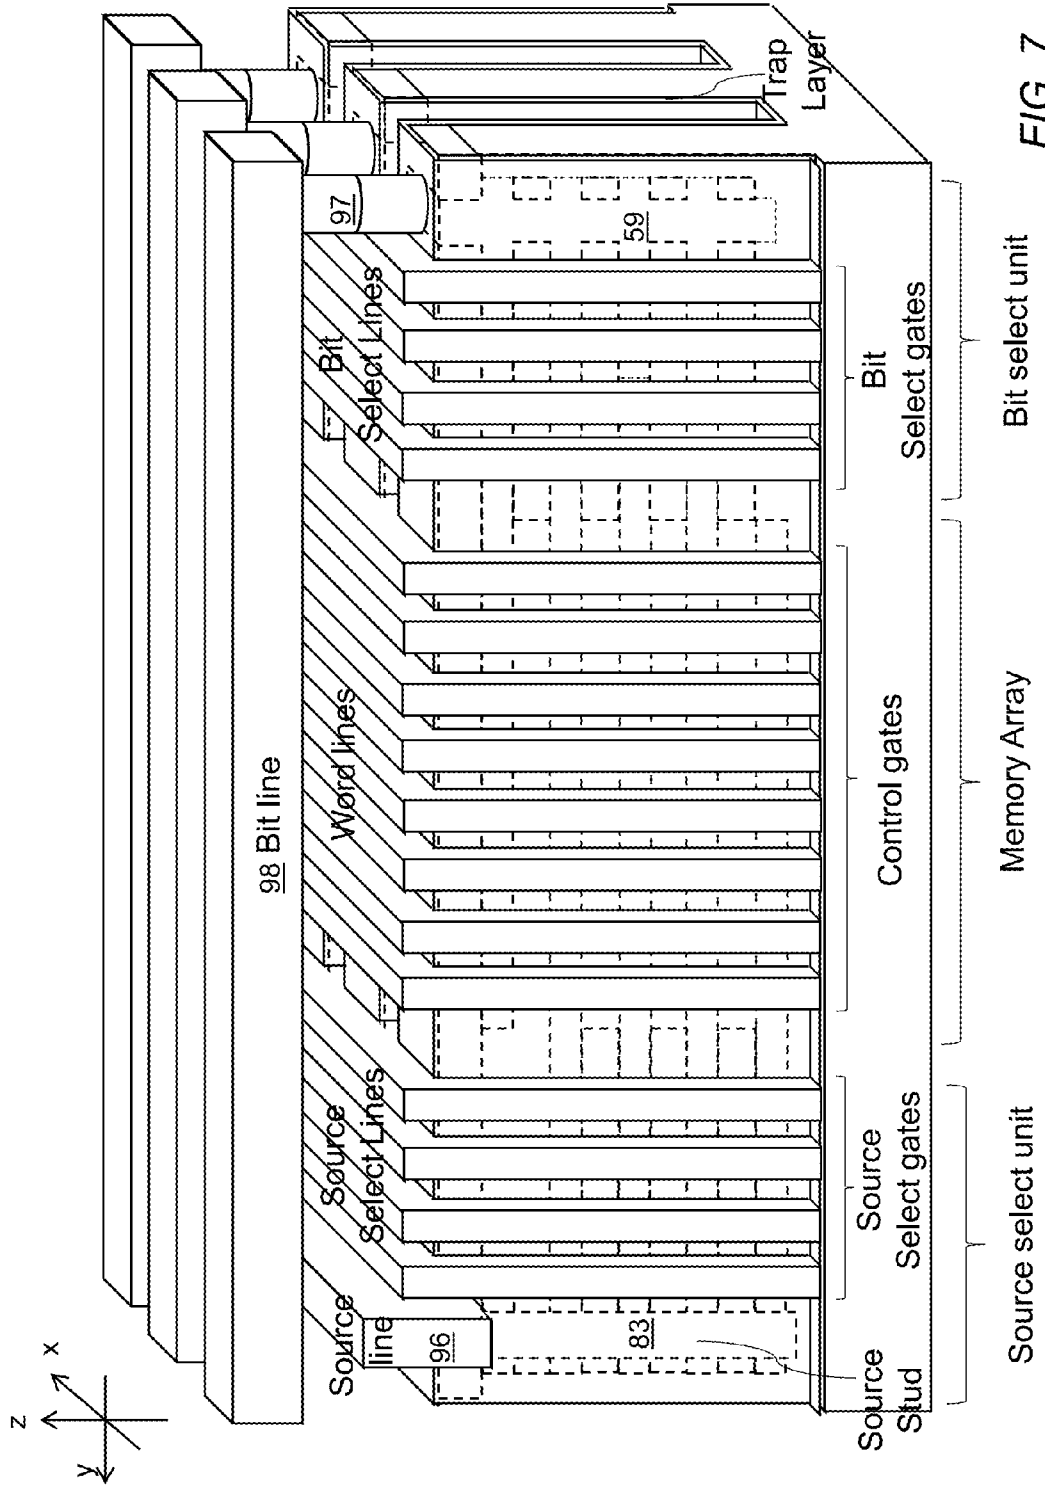 z
y
x
98 Bit line
Source
line
96
Source
Select Lines
Word lines
Bit
Select Lines
97
83
59
Trap
Layer
Source
Stud
Source
Select gates
Control gates
Bit
Select gates
Source select unit
Memory Array
Bit select unit
FIG 7